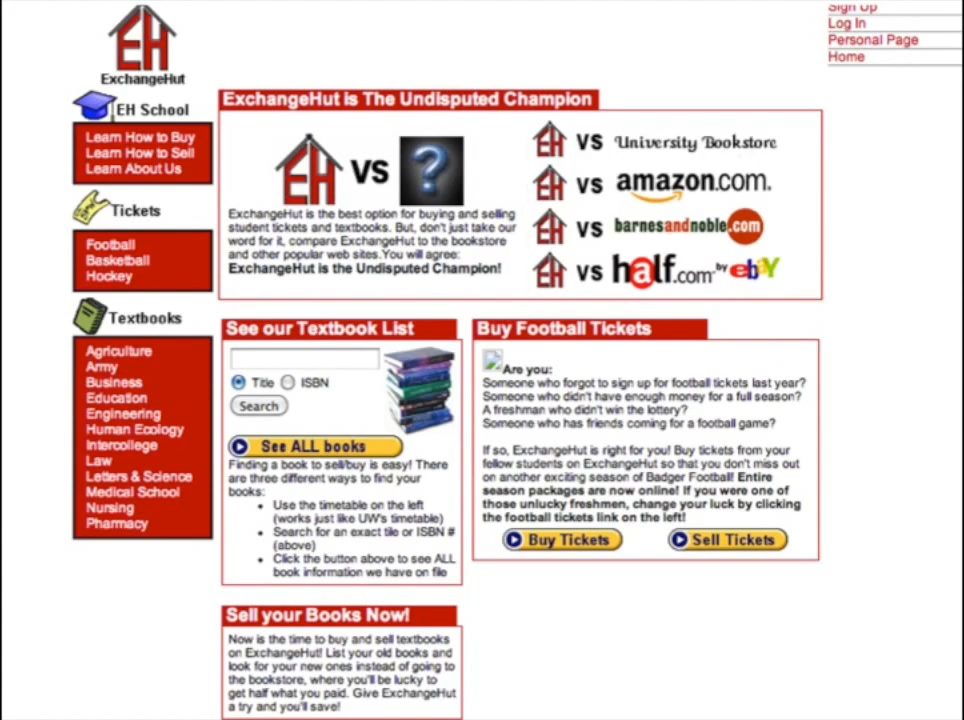 Sign Up
Log In
Personal Page
Home
EH
ExchangeHut
EH School
Learn How to Buy
Learn How to Sell
Learn About Us
Tickets
Football
Basketball
Hockey
Textbooks
Agriculture
Army
Business
Education
Engineering
Human Ecology
Intercollege
Law
Letters & Science
Medical School
Nursing
Pharmacy
ExchangeHut is The Undisputed Champion
EH VS ?
ExchangeHut is the best option for buying and selling
student tickets and textbooks. But, don't just take our
word for it, compare ExchangeHut to the bookstore
and other popular web sites.You will agree:
ExchangeHut is the Undisputed Champion!
EH VS University Bookstore
EH VS amazon.com.
EH VS barnesandnoble.com
EH VS half.com by ebay
See our Textbook List
Title ISBN
Search
See ALL books
Finding a book to sell/buy is easy! There
are three different ways to find your
books:
• Use the timetable on the left
(works just like UW's timetable)
• Search for an exact tile or ISBN #
(above)
• Click the button above to see ALL
book information we have on file
Buy Football Tickets
Are you:
Someone who forgot to sign up for football tickets last year?
Someone who didn't have enough money for a full season?
A freshman who didn't win the lottery?
Someone who has friends coming for a football game?
If so, ExchangeHut is right for you! Buy tickets from your
fellow students on ExchangeHut so that you don't miss out
on another exciting season of Badger Football! Entire
season packages are now online! If you were one of
those unlucky freshmen, change your luck by clicking
the football tickets link on the left!
Buy Tickets Sell Tickets
Sell your Books Now!
Now is the time to buy and sell textbooks
on ExchangeHut! List your old books and
look for your new ones instead of going to
the bookstore, where you'll be lucky to
get half what you paid. Give ExchangeHut
a try and you'll save!